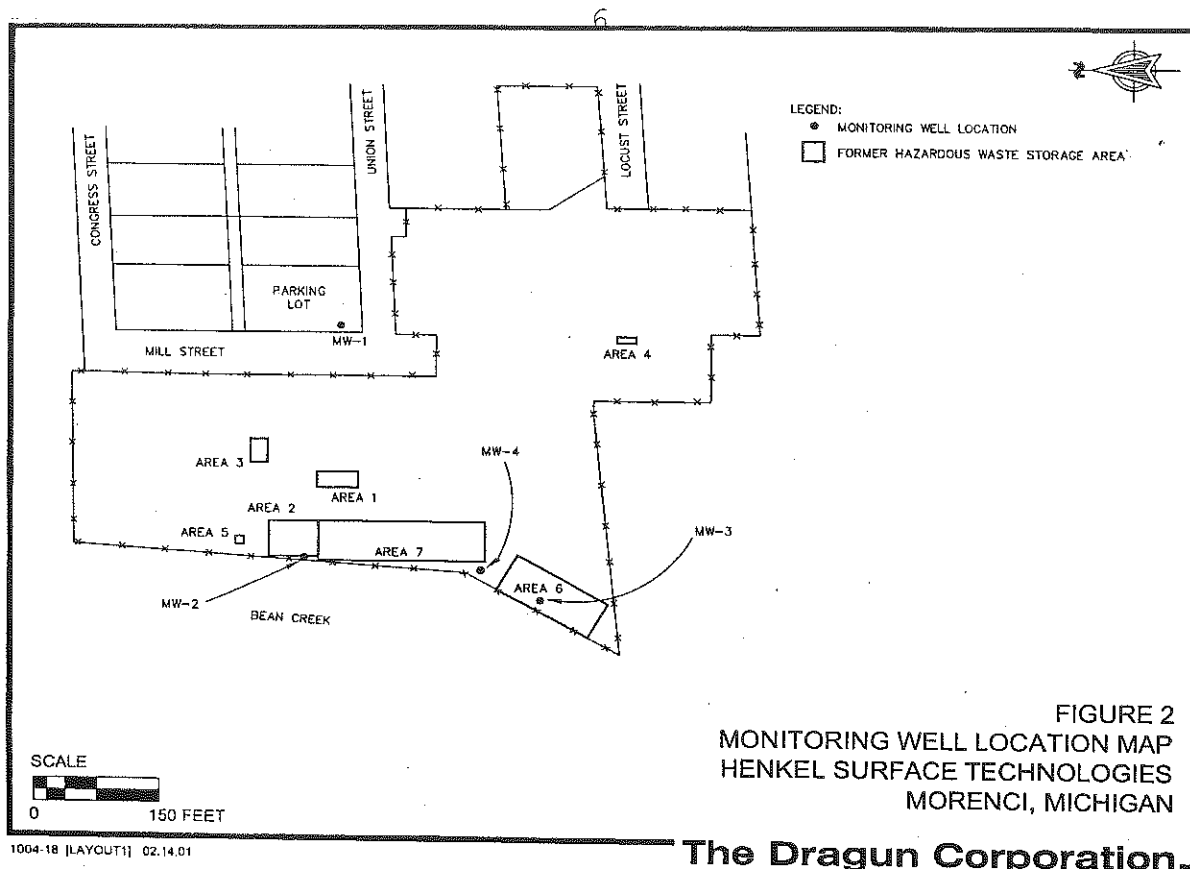 6
N
LEGEND:
MONITORING WELL LOCATION
FORMER HAZARDOUS WASTE STORAGE AREA
CONGRESS STREET
UNION STREET
LOCUST STREET
PARKING
LOT
MW-1
MILL STREET
AREA 4
AREA 3
AREA 1
MW-4
AREA 2
AREA 5
AREA 7
MW-3
AREA 6
MW-2
BEAN CREEK
SCALE
0 150 FEET
FIGURE 2
MONITORING WELL LOCATION MAP
HENKEL SURFACE TECHNOLOGIES
MORENCI, MICHIGAN
1004-18 [LAYOUT1] 02.14.01
The Dragun Corporation